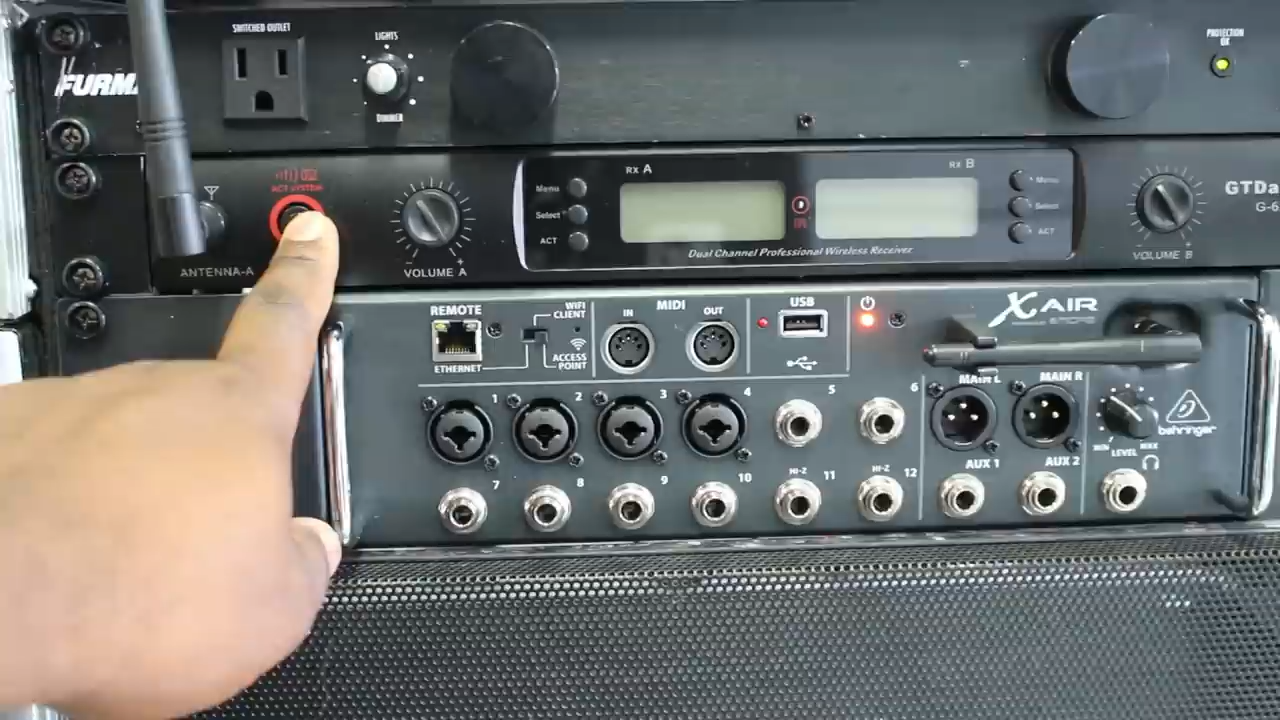 SWITCHED OUTLET
LIGHTS
DIMMER
PROTECTION
OK
ACT SYSTEM
ANTENNA-A
VOLUME A
Menu
Select
ACT
RX A
RX B
Menu
Select
ACT
Dual Channel Professional Wireless Receiver
VOLUME B
REMOTE
ETHERNET
WIFI
CLIENT
ACCESS
POINT
MIDI
IN
OUT
USB
X AIR
1
2
3
4
5
6
MAIN L
MAIN R
behringer
MIN
MAX
LEVEL
7
8
9
10
HI-Z
11
HI-Z
12
AUX 1
AUX 2